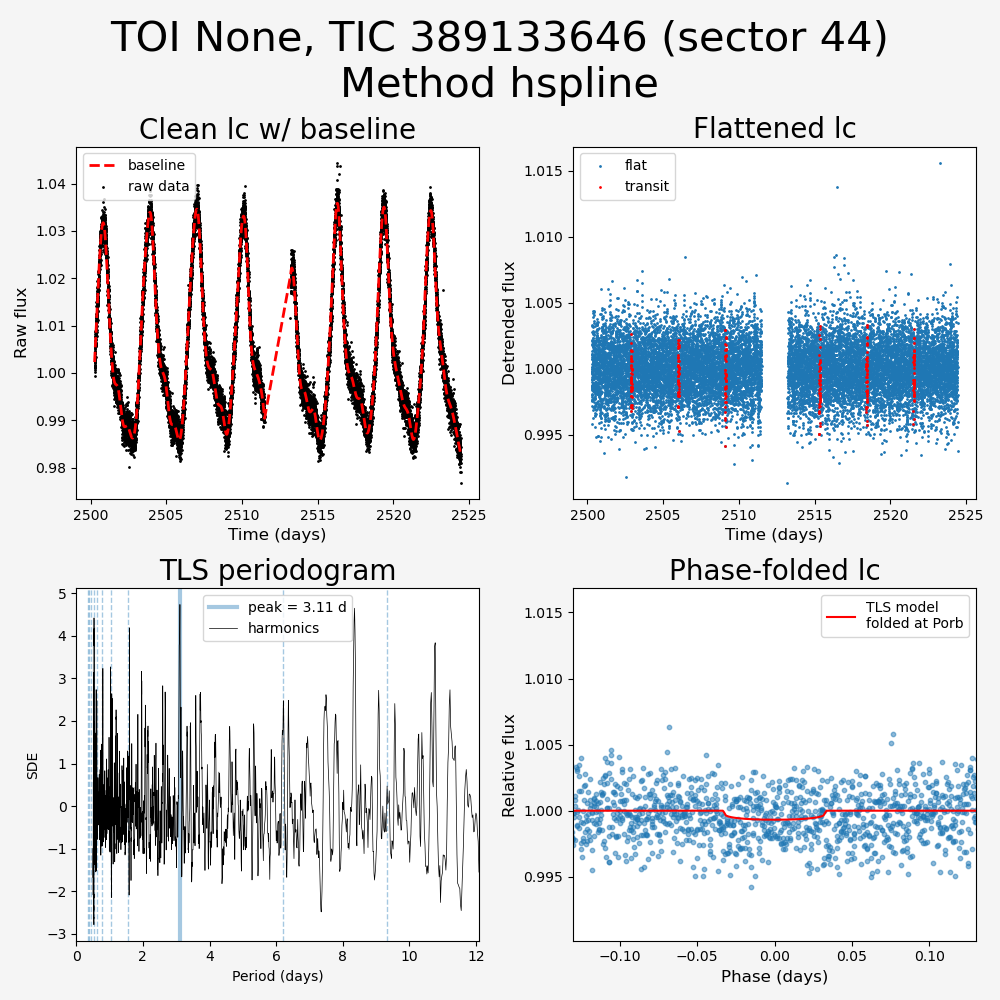 TOI None, TIC 389133646 (sector 44)
Method hspline
Clean lc w/ baseline
baseline
raw data
Raw flux
1.04
1.03
1.02
1.01
1.00
0.99
0.98
2500
2505
2510
2515
2520
2525
Time (days)
Flattened lc
flat
transit
Detrended flux
1.015
1.010
1.005
1.000
0.995
2500
2505
2510
2515
2520
2525
Time (days)
TLS periodogram
peak = 3.11 d
harmonics
SDE
5
4
3
2
1
0
−1
−2
−3
0
2
4
6
8
10
12
Period (days)
Phase-folded lc
TLS model
folded at Porb
Relative flux
1.015
1.010
1.005
1.000
0.995
−0.10
−0.05
0.00
0.05
0.10
Phase (days)